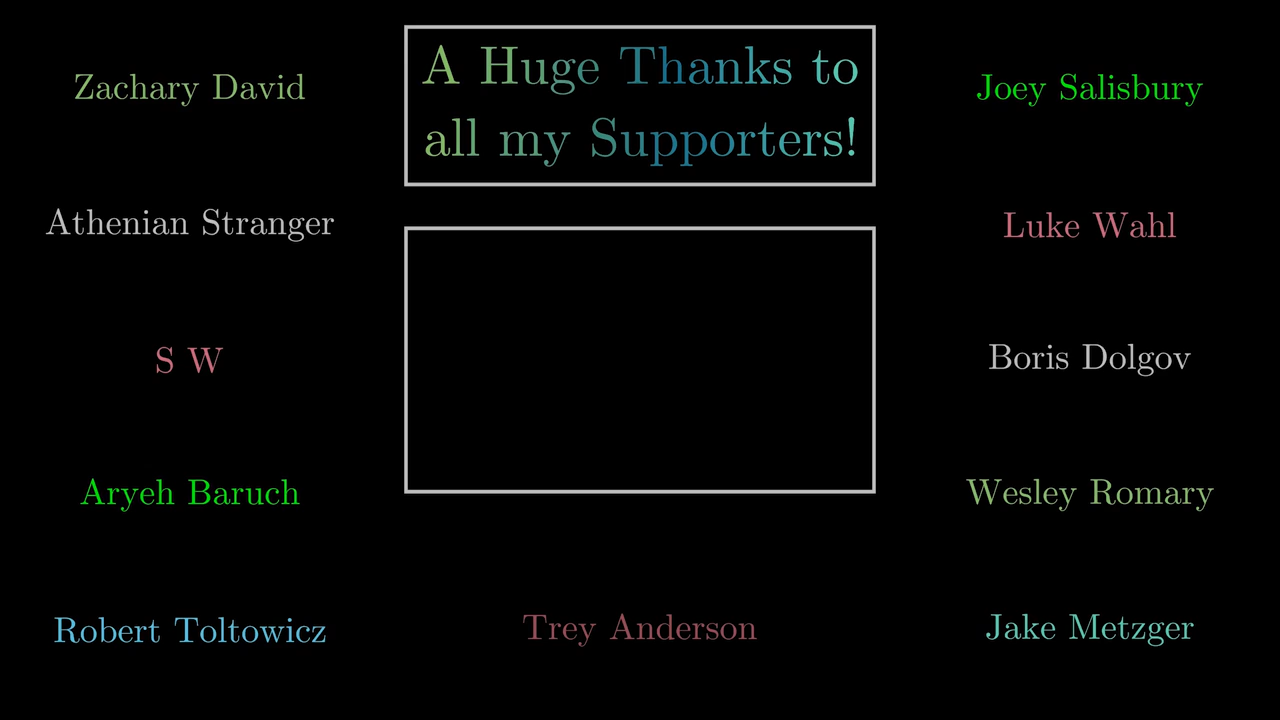 A Huge Thanks to
all my Supporters!
Zachary David
Joey Salisbury
Athenian Stranger
Luke Wahl
S W
Boris Dolgov
Aryeh Baruch
Wesley Romary
Robert Toltowicz
Trey Anderson
Jake Metzger